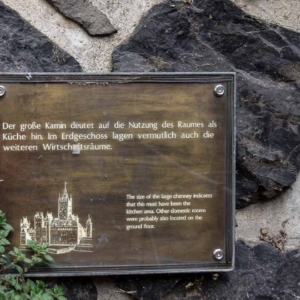 Der große Kamin deutet auf die Nutzung des Raumes als
Küche hin. Im Erdgeschoss lagen vermutlich auch die
weiteren Wirtschaftsräume.
The size of the large chimney indicates
that this must have been the
kitchen area. Other domestic rooms
were probably also located on the
ground floor.